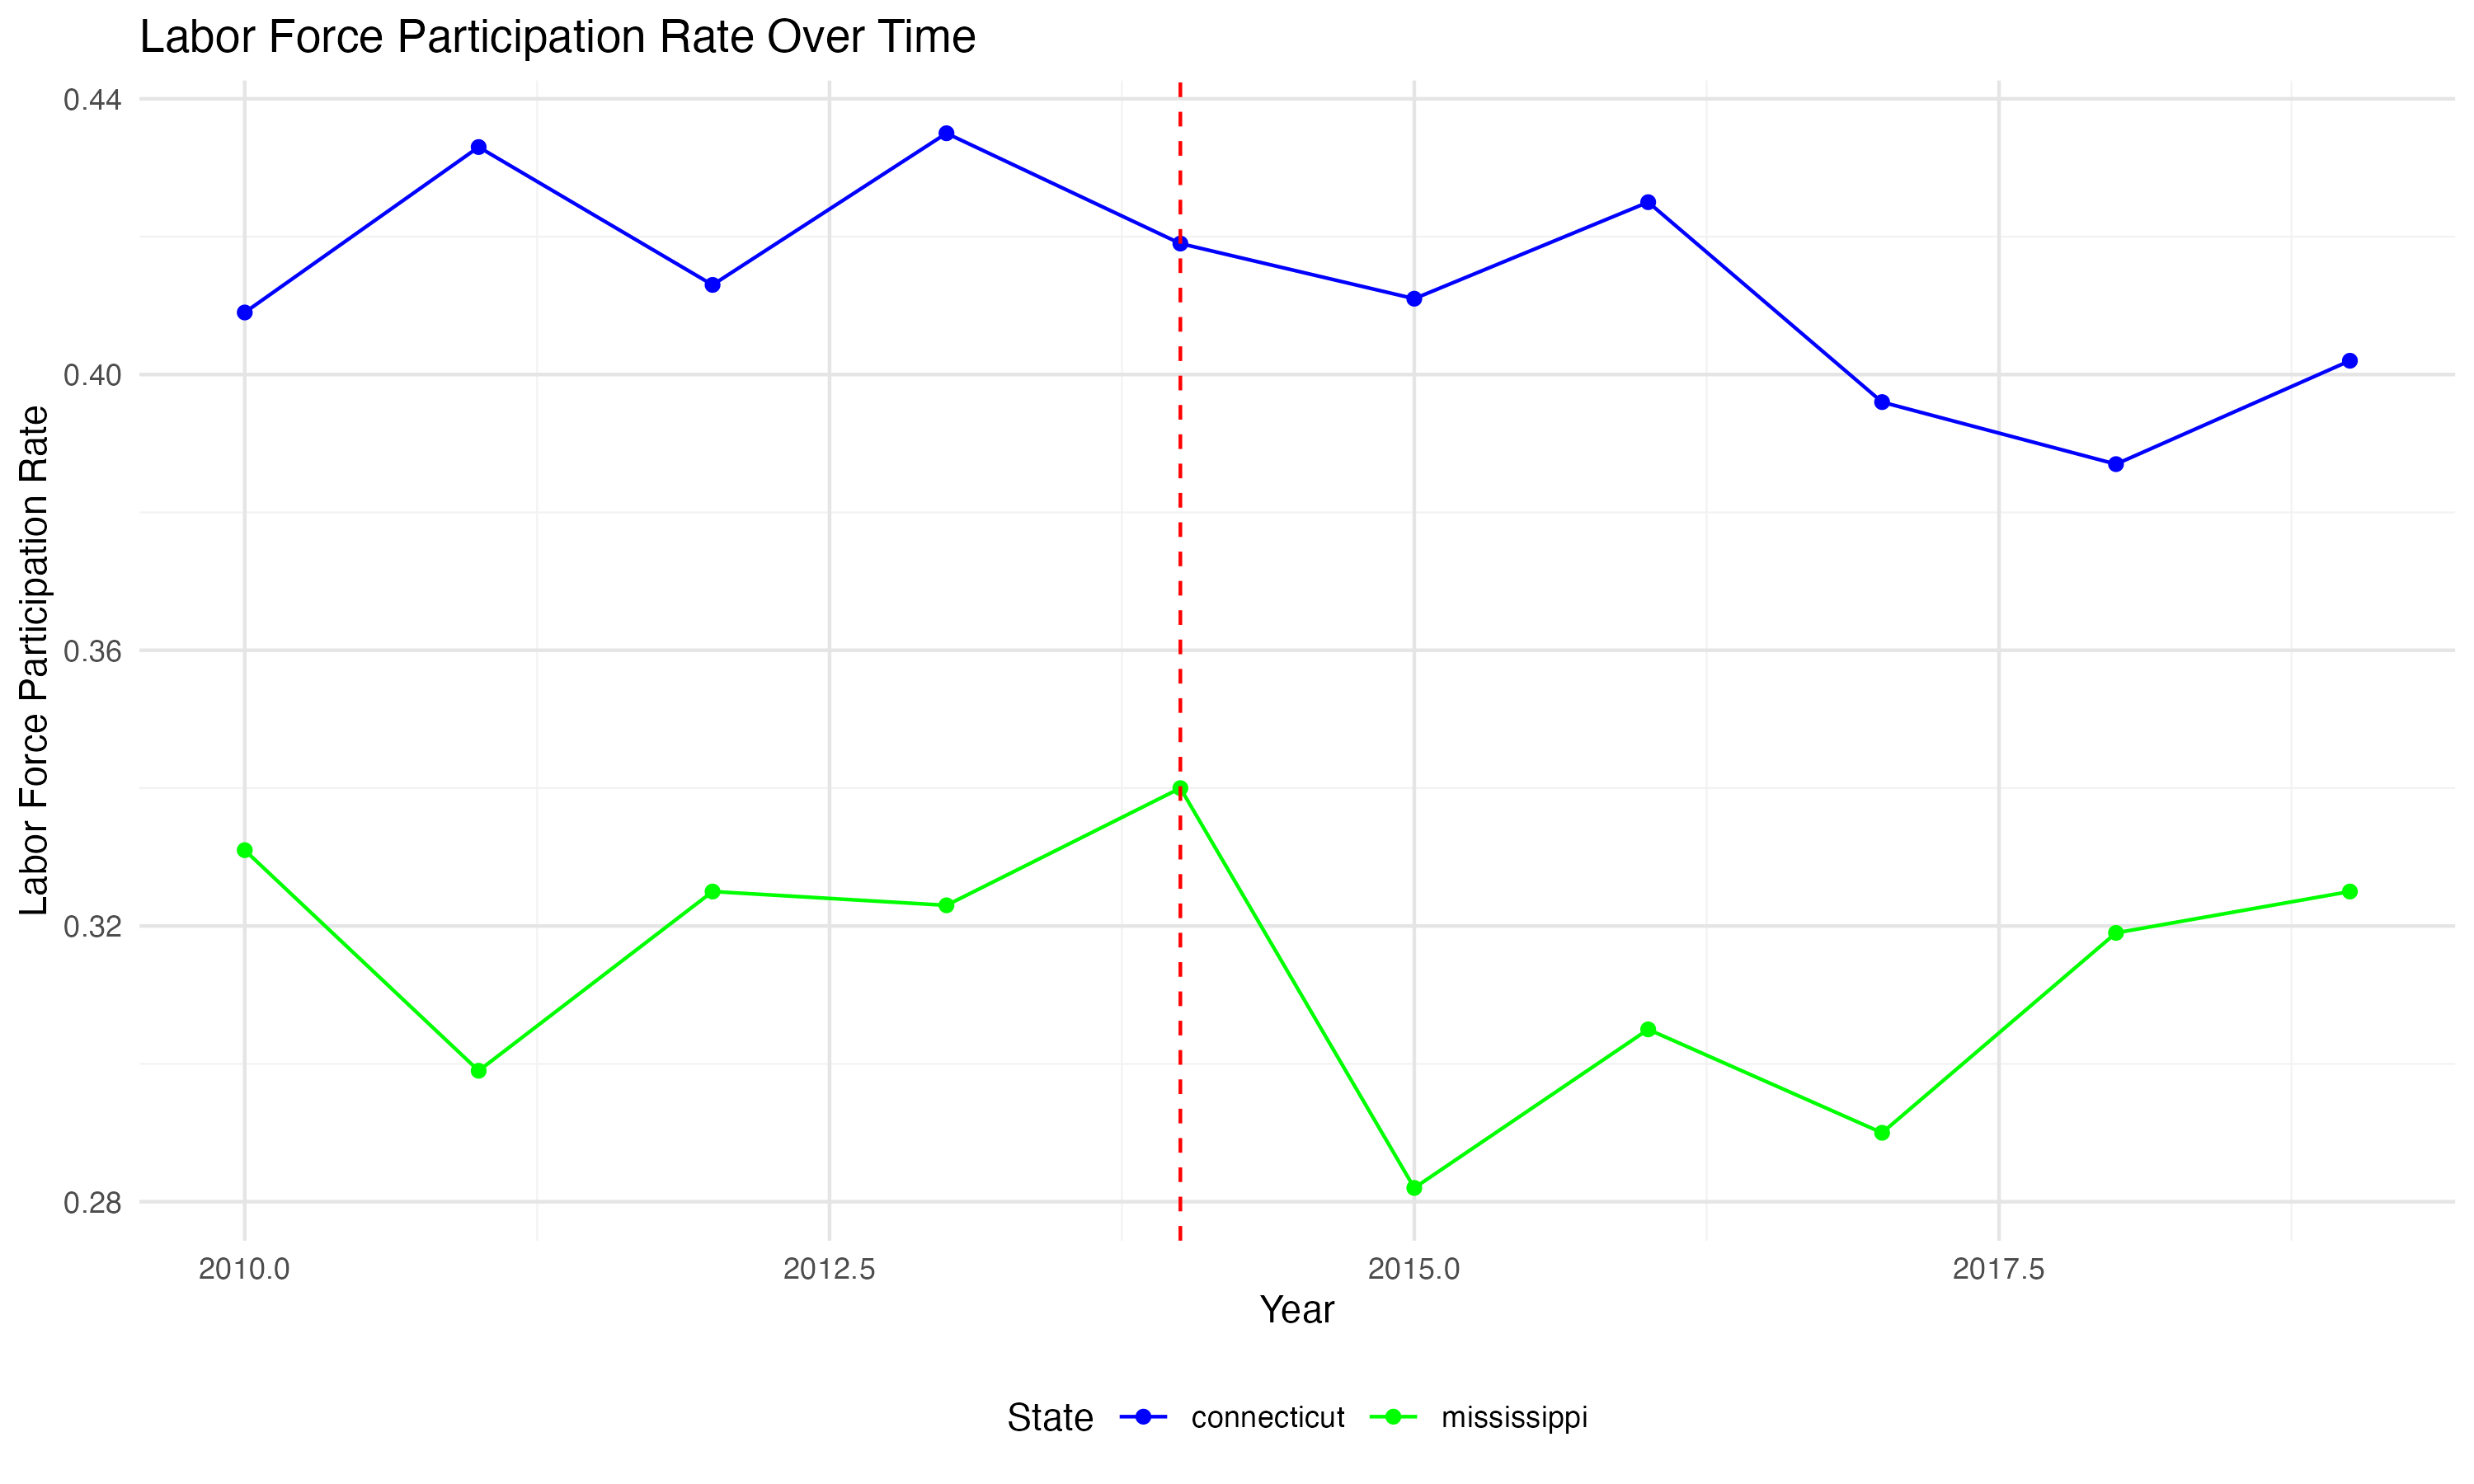 Labor Force Participation Rate Over Time
Labor Force Participation Rate
0.44
0.40
0.36
0.32
0.28
2010.0 2012.5 2015.0 2017.5
Year
State connecticut mississippi